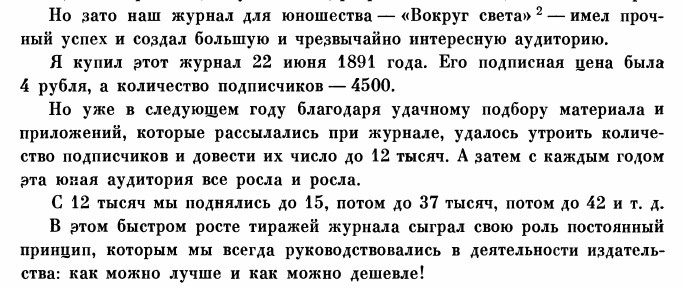 Но зато наш журнал для юношества — «Вокруг света» ² — имел проч-
ный успех и создал большую и чрезвычайно интересную аудиторию.
Я купил этот журнал 22 июня 1891 года. Его подписная цена была
4 рубля, а количество подписчиков — 4500.
Но уже в следующем году благодаря удачному подбору материала и
приложений, которые рассылались при журнале, удалось утроить количе-
ство подписчиков и довести их число до 12 тысяч. А затем с каждым годом
эта юная аудитория все росла и росла.
С 12 тысяч мы поднялись до 15, потом до 37 тысяч, потом до 42 и т. д.
В этом быстром росте тиражей журнала сыграл свою роль постоянный
принцип, которым мы всегда руководствовались в деятельности издатель-
ства: как можно лучше и как можно дешевле!